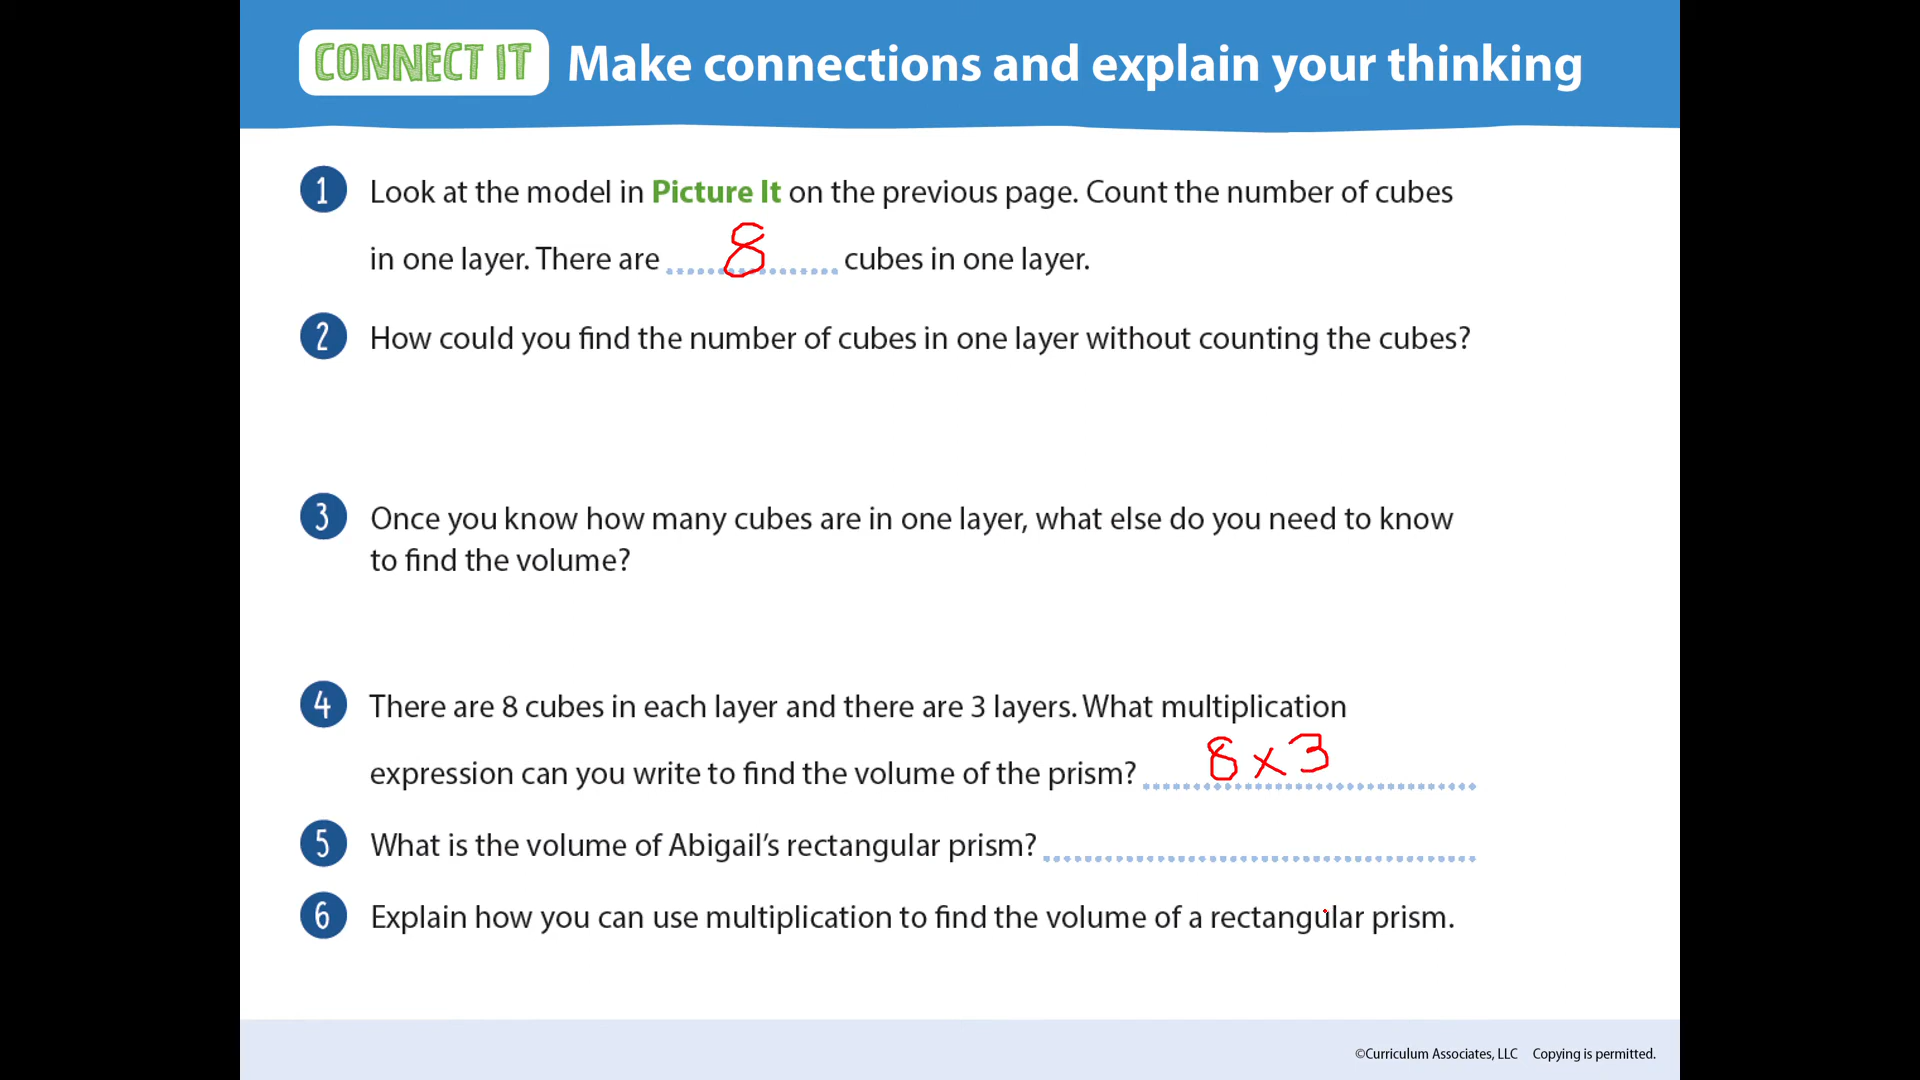 CONNECT IT Make connections and explain your thinking
1 Look at the model in Picture It on the previous page. Count the number of cubes
in one layer. There are 8 cubes in one layer.
2 How could you find the number of cubes in one layer without counting the cubes?
3 Once you know how many cubes are in one layer, what else do you need to know
to find the volume?
4 There are 8 cubes in each layer and there are 3 layers. What multiplication
expression can you write to find the volume of the prism? 8 x 3
5 What is the volume of Abigail’s rectangular prism?
6 Explain how you can use multiplication to find the volume of a rectangular prism.
©Curriculum Associates, LLC Copying is permitted.